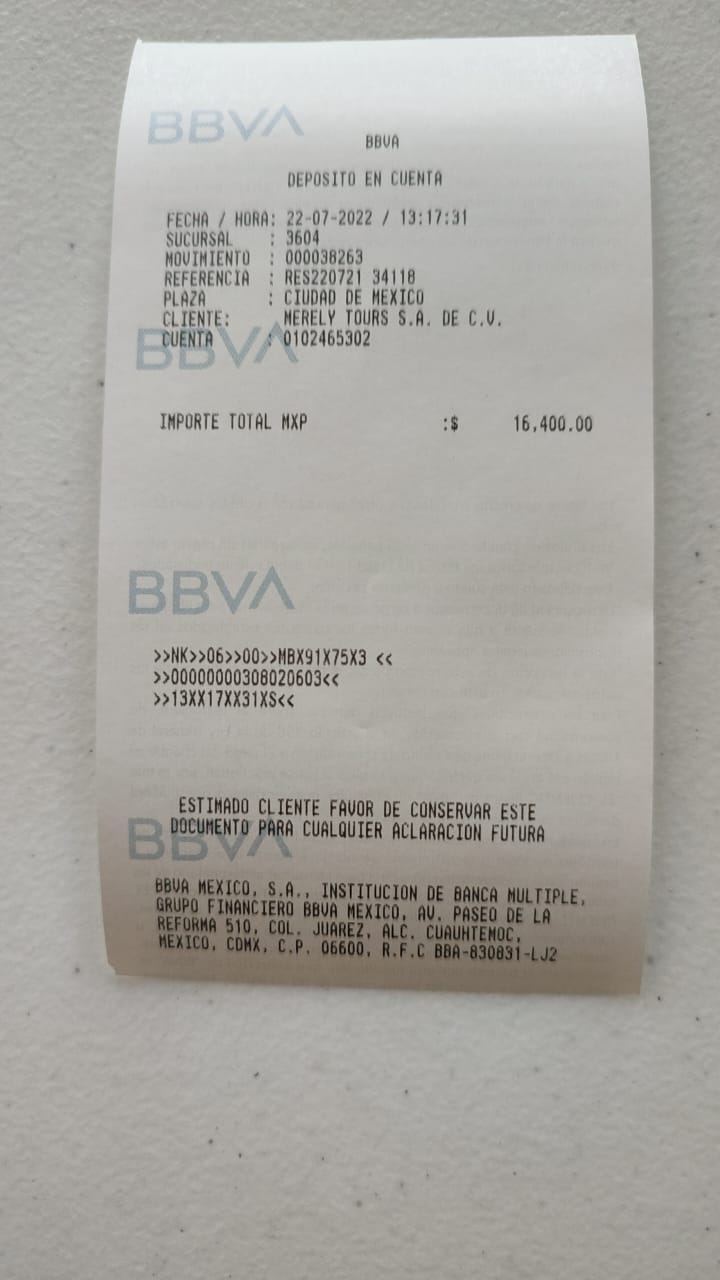 BBVA
BBVA
DEPOSITO EN CUENTA
FECHA / HORA: 22-07-2022 / 13:17:31
SUCURSAL : 3604
MOVIMIENTO : 000038263
REFERENCIA : RES220721 34118
PLAZA : CIUDAD DE MEXICO
CLIENTE: MERELY TOURS S.A. DE C.V.
BBVA
CUENTA : 0102465302
IMPORTE TOTAL MXP :$ 16,400.00
BBVA
>>NK>>06>>00>>MBX91X75X3 <<
>>00000000308020603<<
>>13XX17XX31XS<<
ESTIMADO CLIENTE FAVOR DE CONSERVAR ESTE
DOCUMENTO PARA CUALQUIER ACLARACION FUTURA
BBVA
BBVA MEXICO, S.A., INSTITUCION DE BANCA MULTIPLE,
GRUPO FINANCIERO BBVA MEXICO, AV. PASEO DE LA
REFORMA 510, COL. JUAREZ, ALC. CUAUHTEMOC,
MEXICO, CDMX, C.P. 06600, R.F.C BBA-830831-LJ2